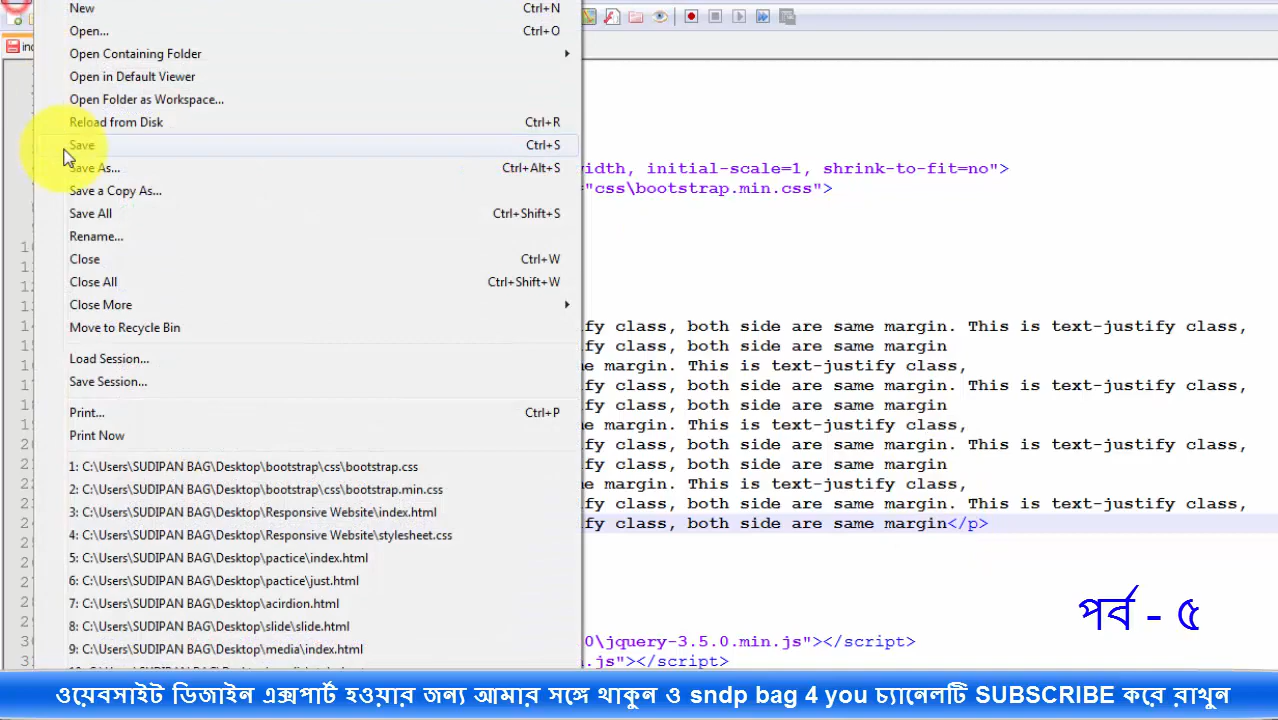 New Ctrl+N
Open... Ctrl+O
Open Containing Folder
Open in Default Viewer
Open Folder as Workspace...
Reload from Disk Ctrl+R
Save Ctrl+S
Save As... Ctrl+Alt+S
Save a Copy As...
Save All Ctrl+Shift+S
Rename...
Close Ctrl+W
Close All Ctrl+Shift+W
Close More
Move to Recycle Bin
Load Session...
Save Session...
Print... Ctrl+P
Print Now
1: C:\Users\SUDIPAN BAG\Desktop\bootstrap\css\bootstrap.css
2: C:\Users\SUDIPAN BAG\Desktop\bootstrap\css\bootstrap.min.css
3: C:\Users\SUDIPAN BAG\Desktop\Responsive Website\index.html
4: C:\Users\SUDIPAN BAG\Desktop\Responsive Website\stylesheet.css
5: C:\Users\SUDIPAN BAG\Desktop\pactice\index.html
6: C:\Users\SUDIPAN BAG\Desktop\pactice\just.html
7: C:\Users\SUDIPAN BAG\Desktop\acirdion.html
8: C:\Users\SUDIPAN BAG\Desktop\slide\slide.html
9: C:\Users\SUDIPAN BAG\Desktop\media\index.html
width, initial-scale=1, shrink-to-fit=no">
="css\bootstrap.min.css">
fy class, both side are same margin. This is text-justify class,
fy class, both side are same margin
me margin. This is text-justify class,
fy class, both side are same margin. This is text-justify class,
fy class, both side are same margin
me margin. This is text-justify class,
fy class, both side are same margin. This is text-justify class,
fy class, both side are same margin
me margin. This is text-justify class,
fy class, both side are same margin. This is text-justify class,
fy class, both side are same margin</p>
0\jquery-3.5.0.min.js"></script>
n.js"></script>
পর্ব - ৫
ওয়েবসাইট ডিজাইন এক্সপার্ট হওয়ার জন্য আমার সঙ্গে থাকুন ও sndp bag 4 you চ্যানেলটি SUBSCRIBE করে রাখুন